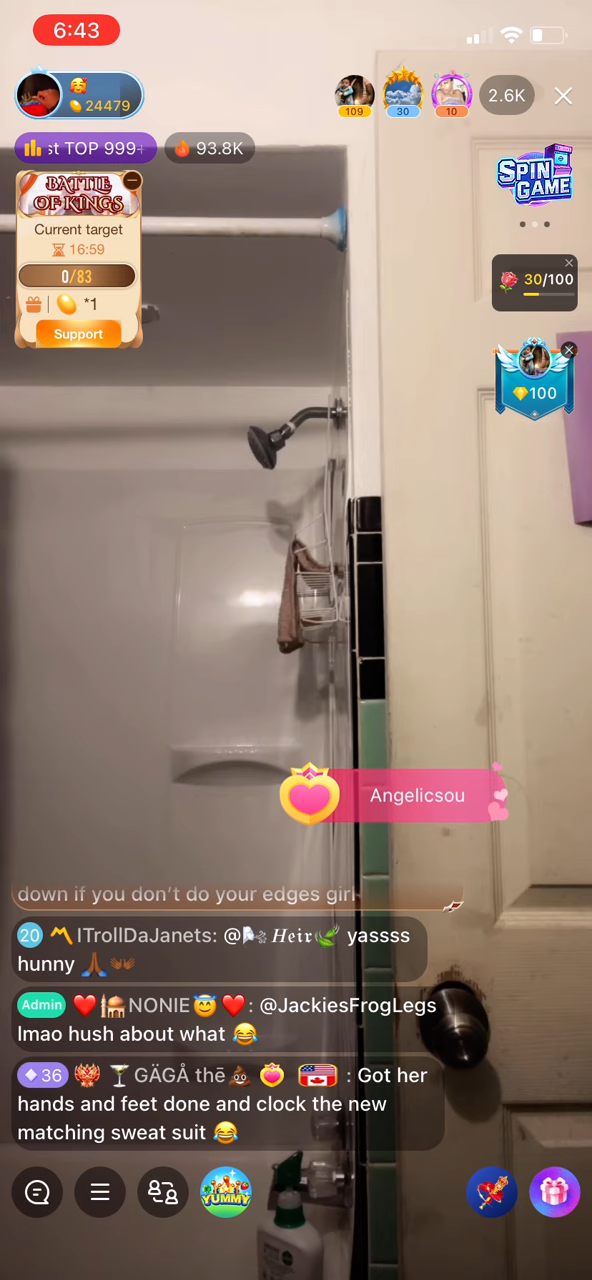 6:43
🥰
24479
109
30
10
2.6K
st TOP 999+
93.8K
BATTLE
OF KINGS
Current target
16:59
0/83
*1
Support
SPIN
GAME
30/100
100
Angelicsou
down if you don't do your edges girl
20 〽️ITrollDaJanets: @🌬️ 𝐻𝑒𝑖𝔯🌿 yassss
hunny 🙏🏾 👐🏾
Admin ❤️🕌NONIE😇❤️: @JackiesFrogLegs
lmao hush about what 😂
36 🍸GÄGÅ thē💩 🇺🇸🇨🇦 : Got her
hands and feet done and clock the new
matching sweat suit 😂
YUMMY